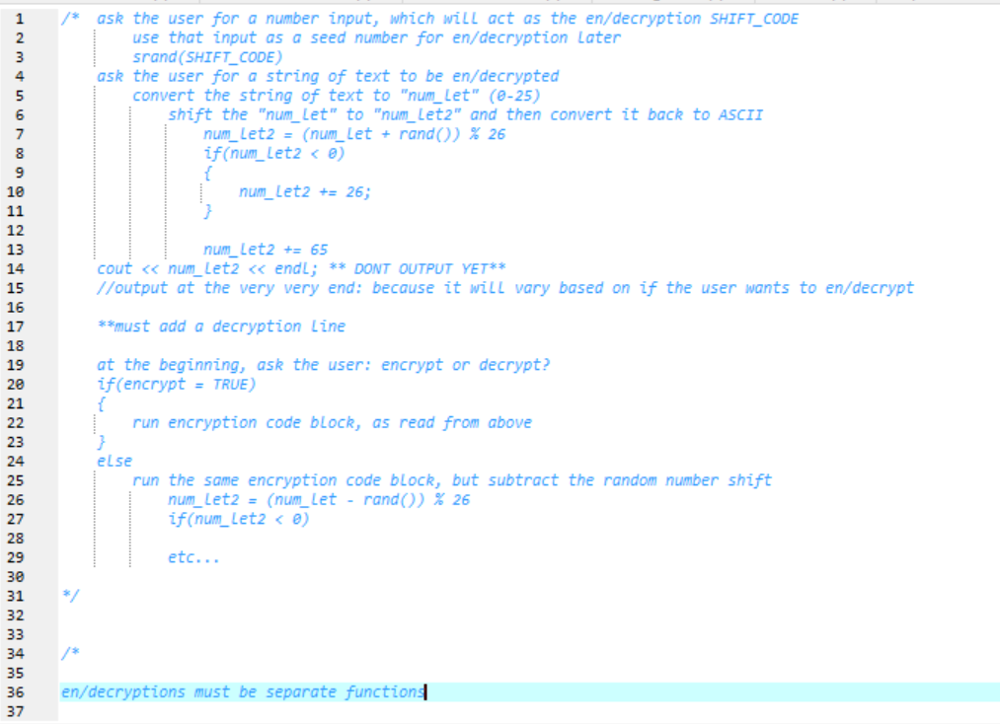 1 /* ask the user for a number input, which will act as the en/decryption SHIFT_CODE
2 use that input as a seed number for en/decryption later
3 srand(SHIFT_CODE)
4 ask the user for a string of text to be en/decrypted
5 convert the string of text to "num_let" (0-25)
6 shift the "num_let" to "num_let2" and then convert it back to ASCII
7 num_let2 = (num_let + rand()) % 26
8 if(num_let2 < 0)
9 {
10 num_let2 += 26;
11 }
12
13 num_let2 += 65
14 cout << num_let2 << endl; ** DONT OUTPUT YET**
15 //output at the very very end: because it will vary based on if the user wants to en/decrypt
16
17 **must add a decryption line
18
19 at the beginning, ask the user: encrypt or decrypt?
20 if(encrypt = TRUE)
21 {
22 run encryption code block, as read from above
23 }
24 else
25 run the same encryption code block, but subtract the random number shift
26 num_let2 = (num_let - rand()) % 26
27 if(num_let2 < 0)
28
29 etc...
30
31 */
32
33
34 /*
35
36 en/decryptions must be separate functions
37